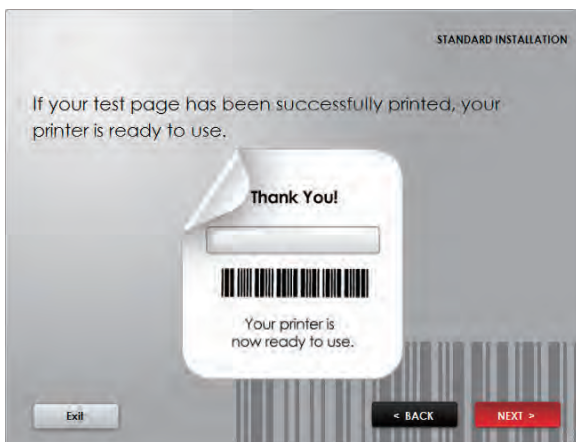 STANDARD INSTALLATION
If your test page has been successfully printed, your
printer is ready to use.
Thank You!
Your printer is
now ready to use.
Exit
< BACK
NEXT >